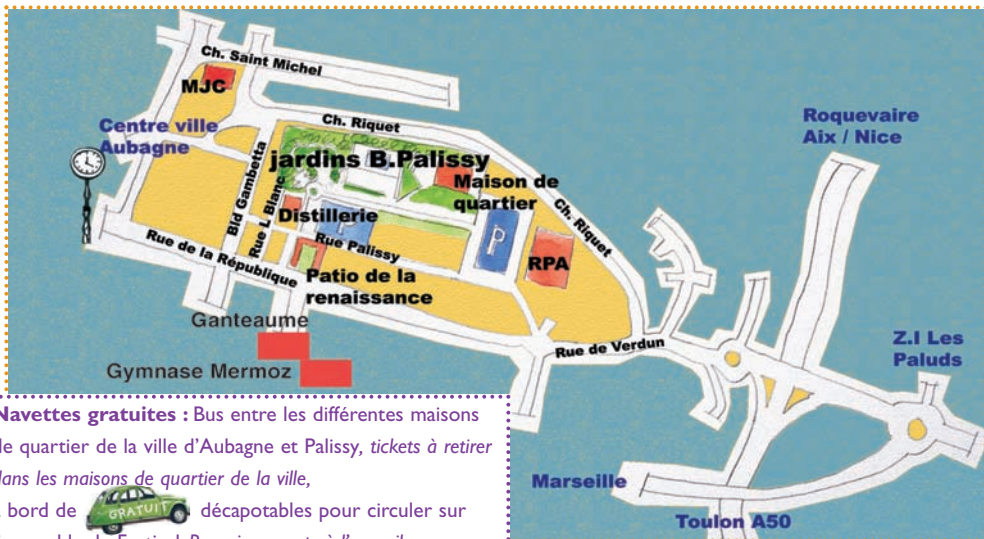 Ch. Saint Michel
MJC
Ch. Riquet
Roquevaire
Aix / Nice
Centre ville
Aubagne
jardins B.Palissy
Maison de
quartier
Bld Gambetta
Rue L Blanc
Distillerie
P
P
Ch. Riquet
Rue Palissy
Rue de la République
RPA
Patio de la
renaissance
Ganteaume
Rue de Verdun
Z.I Les
Paluds
Gymnase Mermoz
Navettes gratuites : Bus entre les différentes maisons
de quartier de la ville d'Aubagne et Palissy, tickets à retirer
dans les maisons de quartier de la ville,
bord de GRATUIT décapotables pour circuler sur
Marseille
Toulon A50